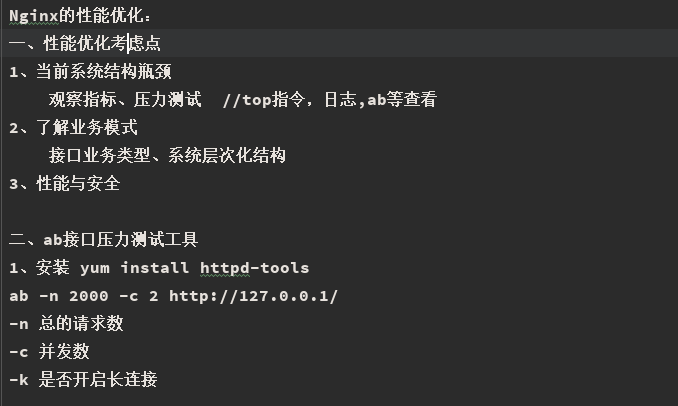 Nginx的性能优化：
一、性能优化考虑点
1、当前系统结构瓶颈
观察指标、压力测试 //top指令，日志,ab等查看
2、了解业务模式
接口业务类型、系统层次化结构
3、性能与安全
二、ab接口压力测试工具
1、安装 yum install httpd-tools
ab -n 2000 -c 2 http://127.0.0.1/
-n 总的请求数
-c 并发数
-k 是否开启长连接